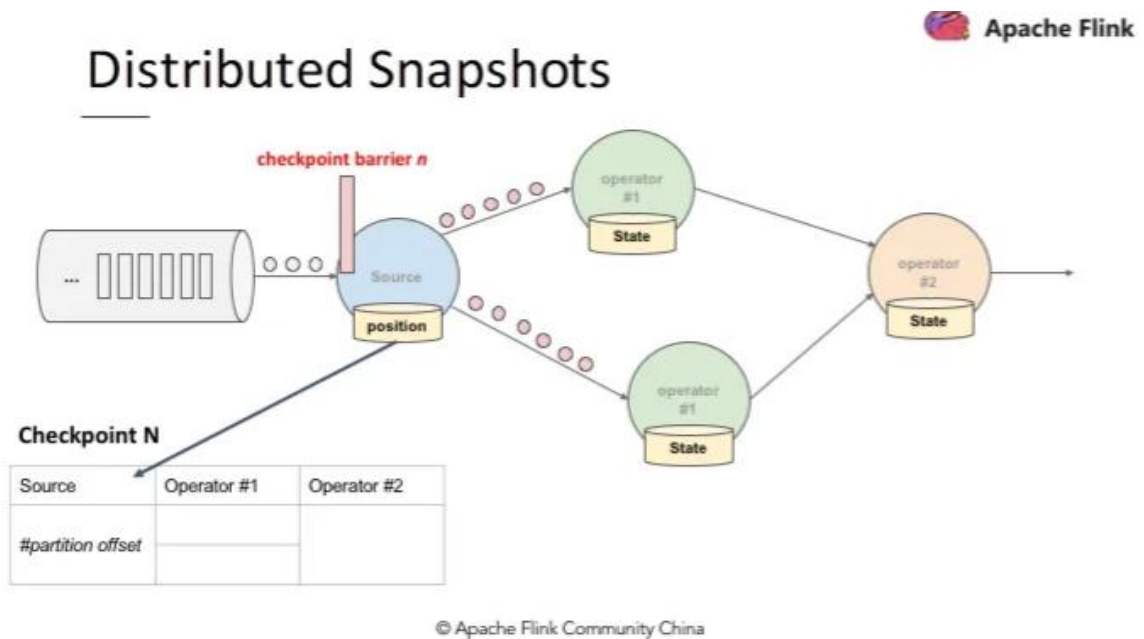 Apache Flink
Distributed Snapshots
checkpoint barrier n
operator
#1
State
...
Source
position
operator
#2
State
operator
#1
State
Checkpoint N
Source
Operator #1
Operator #2
#partition offset
© Apache Flink Community China